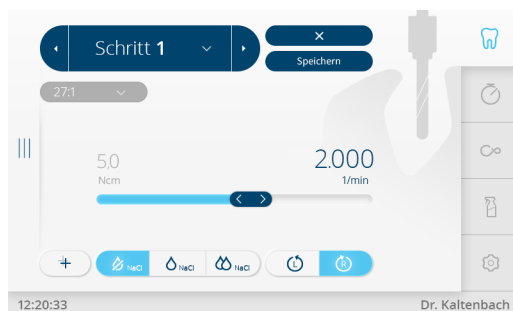 Schritt 1
Speichern
27:1
5,0
Ncm
2.000
1/min
NaCl
NaCl
NaCl
L
R
12:20:33
Dr. Kaltenbach